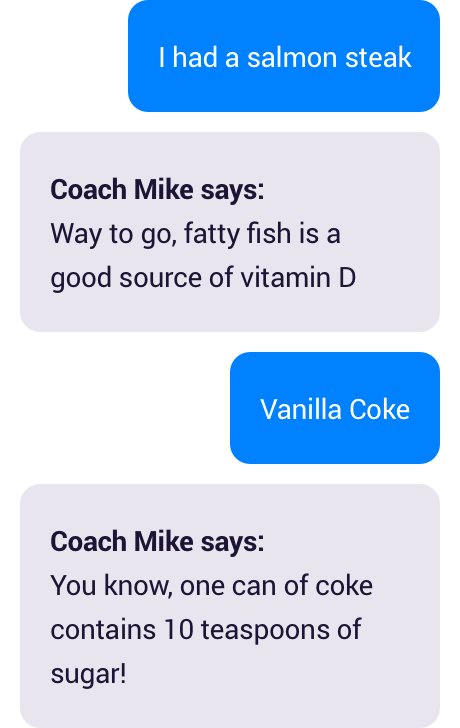 I had a salmon steak
Coach Mike says:
Way to go, fatty fish is a
good source of vitamin D
Vanilla Coke
Coach Mike says:
You know, one can of coke
contains 10 teaspoons of
sugar!